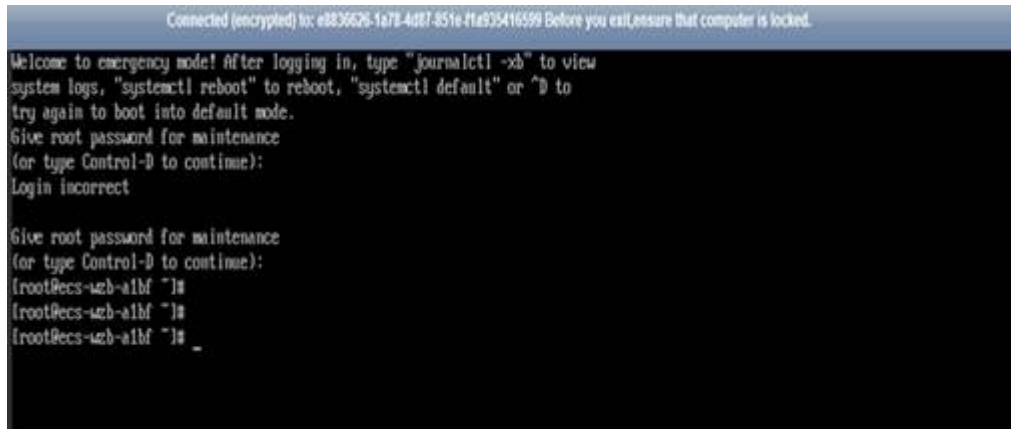 Connected (encrypted) to: e8836626-1a78-4d87-851e-f1a935416599 Before you exit,ensure that computer is locked.
Welcome to emergency mode! After logging in, type "journalctl -xb" to view
system logs, "systemctl reboot" to reboot, "systemctl default" or ^D to
try again to boot into default mode.
Give root password for maintenance
(or type Control-D to continue):
Login incorrect
Give root password for maintenance
(or type Control-D to continue):
[root@ecs-wzb-a1bf ~]#
[root@ecs-wzb-a1bf ~]#
[root@ecs-wzb-a1bf ~]# _